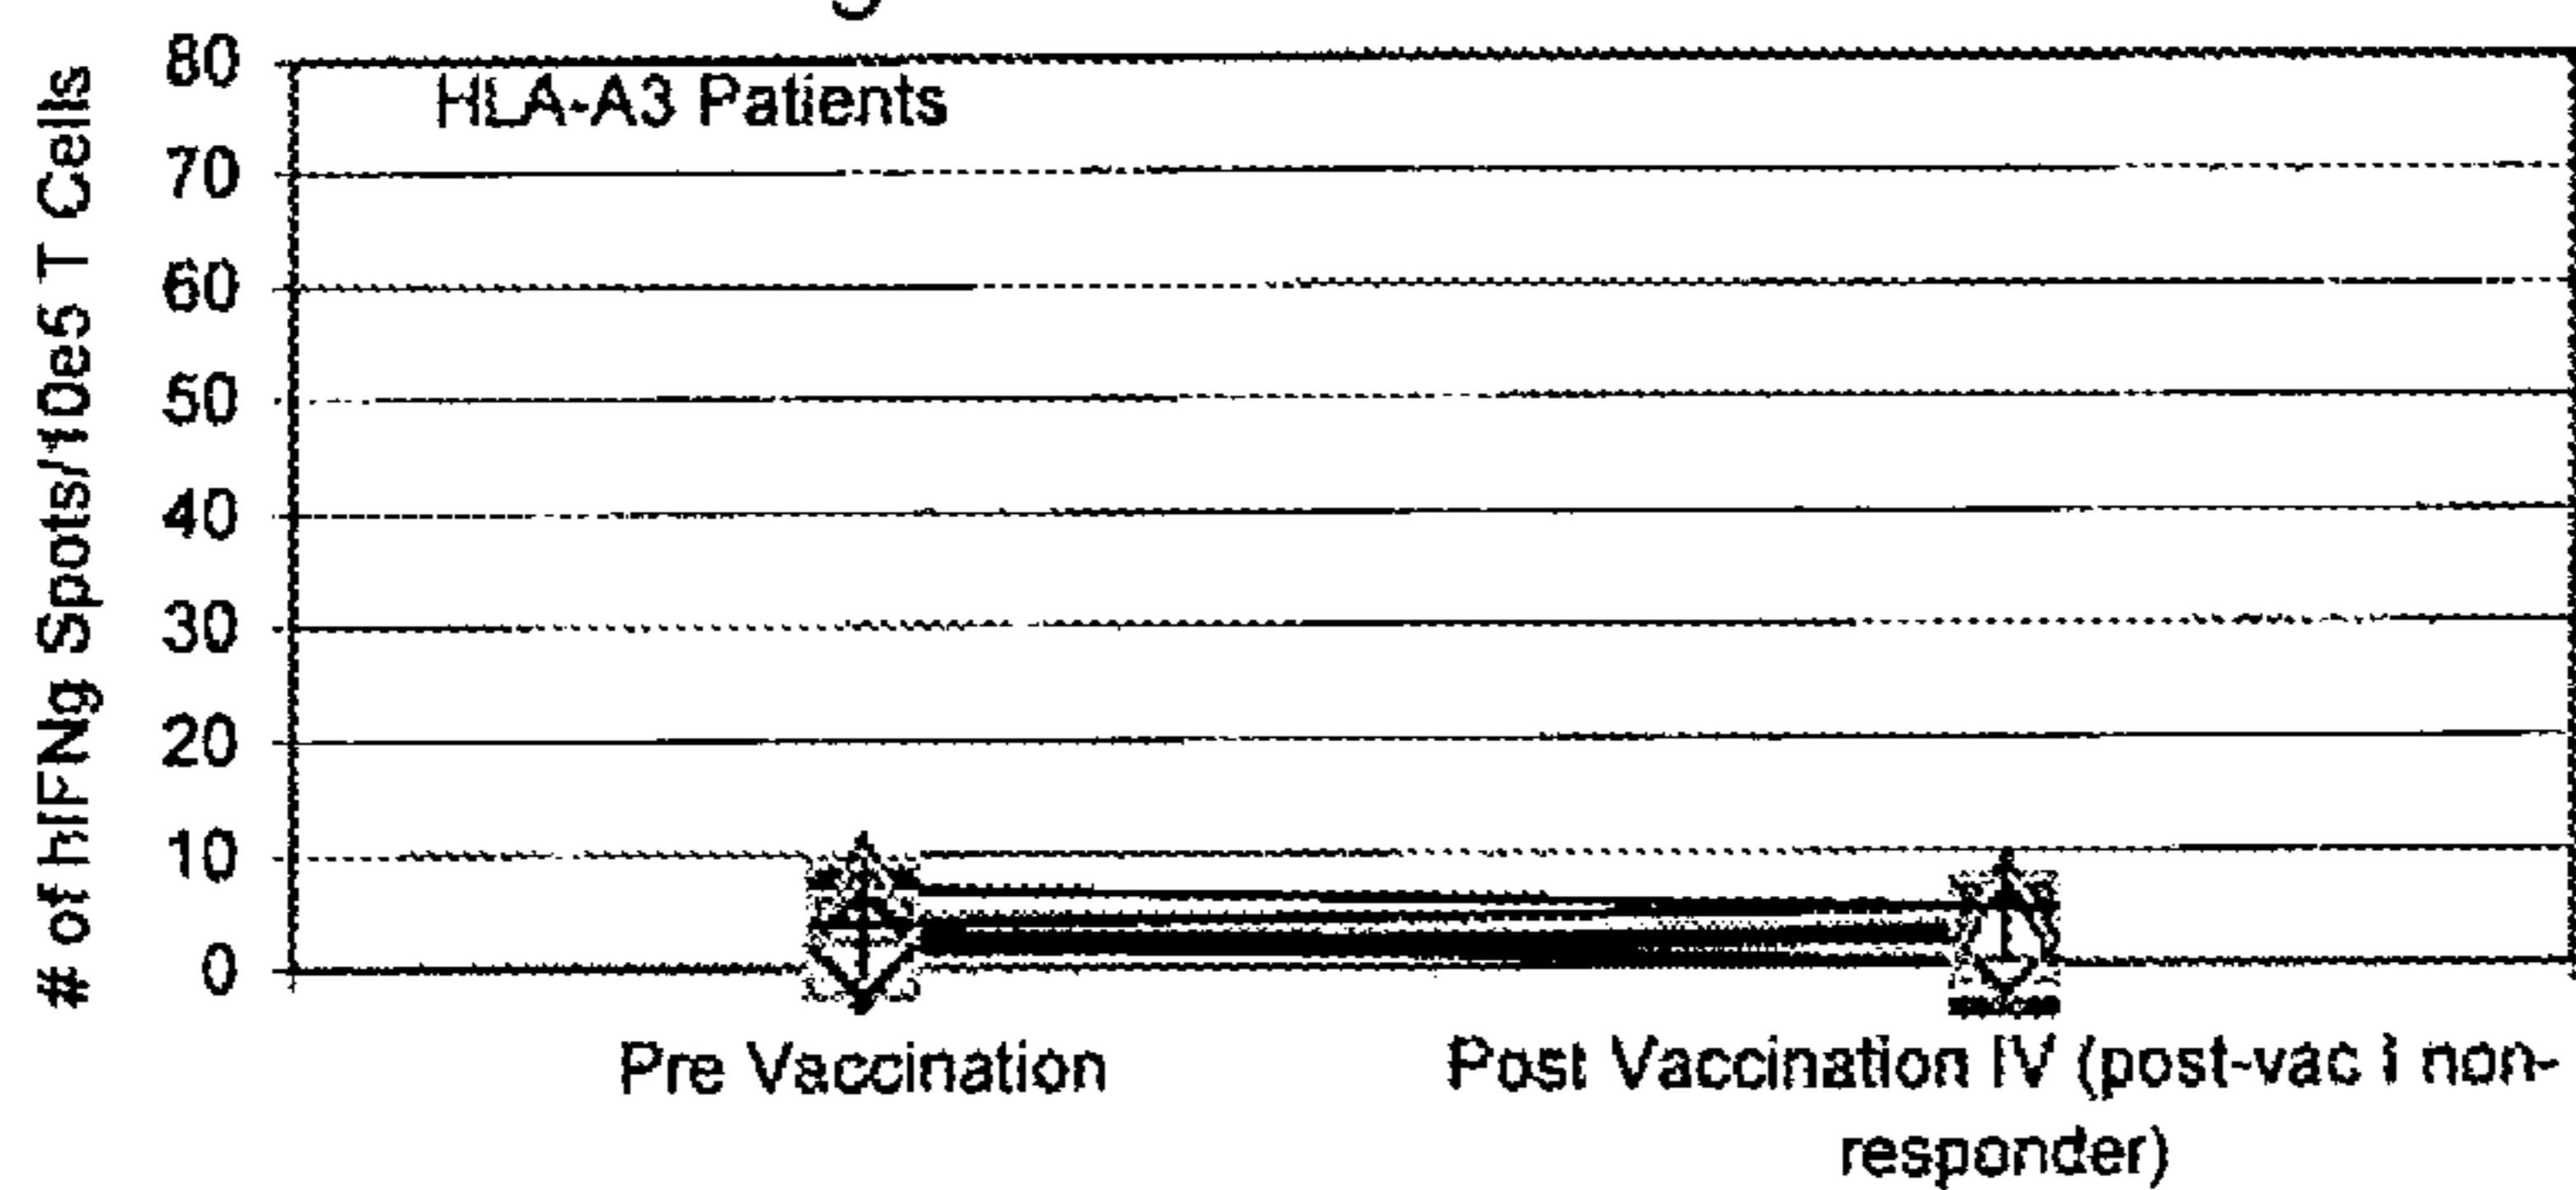 # of hIFNg Spots/10e5 T Cells
80
HLA-A3 Patients
70
60
50
40
30
20
10
0
Pre Vaccination
Post Vaccination IV (post-vac I non-
responder)